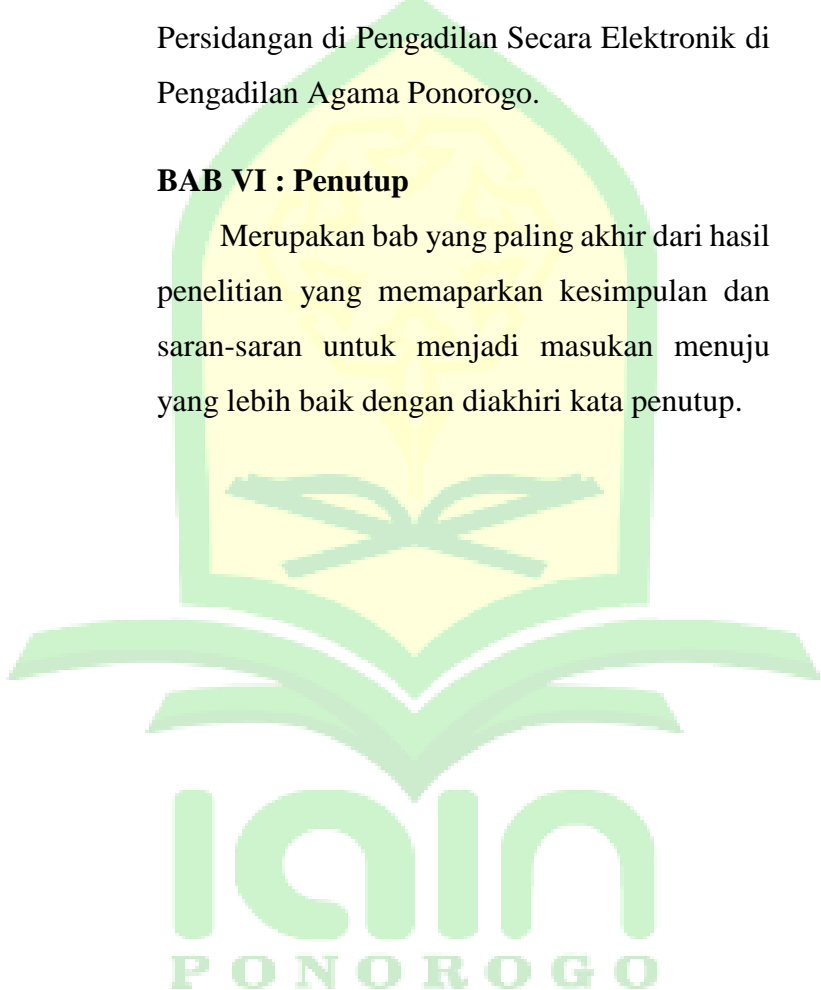 Persidangan di Pengadilan Secara Elektronik di
Pengadilan Agama Ponorogo.
BAB VI : Penutup
Merupakan bab yang paling akhir dari hasil
penelitian yang memaparkan kesimpulan dan
saran-saran untuk menjadi masukan menuju
yang lebih baik dengan diakhiri kata penutup.
IAIN
PONOROGO